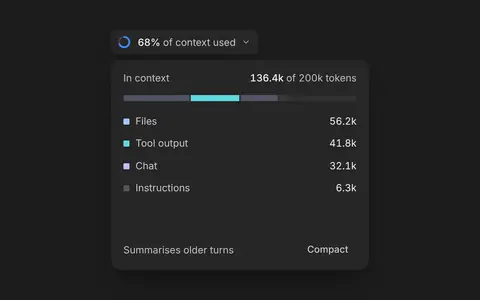 68% of context used
In context 136.4k of 200k tokens
Files 56.2k
Tool output 41.8k
Chat 32.1k
Instructions 6.3k
Summarises older turns Compact